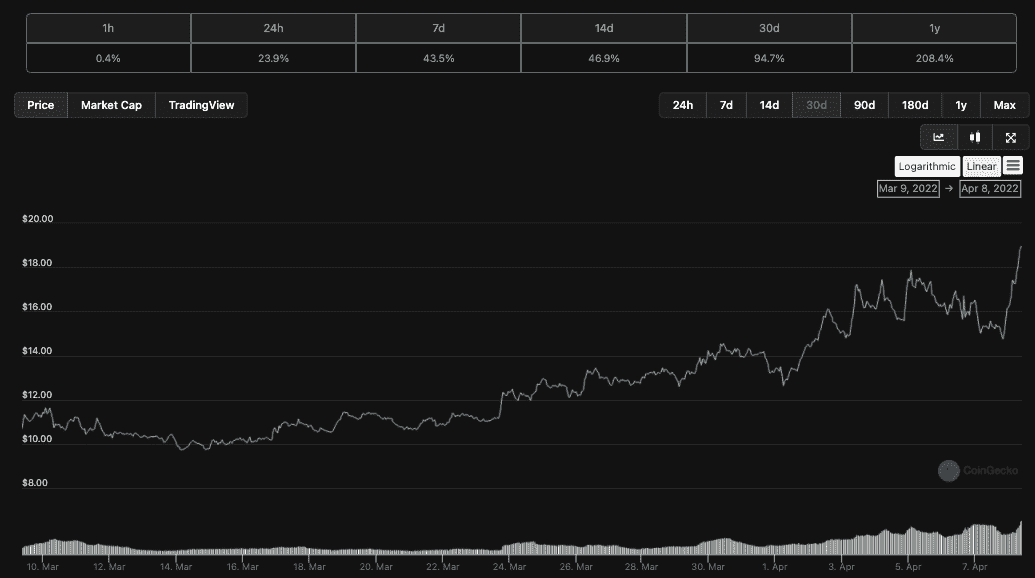 1h 24h 7d 14d 30d 1y
0.4% 23.9% 43.5% 46.9% 94.7% 208.4%
Price Market Cap TradingView 24h 7d 14d 30d 90d 180d 1y Max
Logarithmic Linear
Mar 9, 2022 → Apr 8, 2022
$20.00
$18.00
$16.00
$14.00
$12.00
$10.00
CoinGecko
$8.00
10. Mar 12. Mar 14. Mar 16. Mar 18. Mar 20. Mar 22. Mar 24. Mar 26. Mar 28. Mar 30. Mar 1. Apr 3. Apr 5. Apr 7. Apr